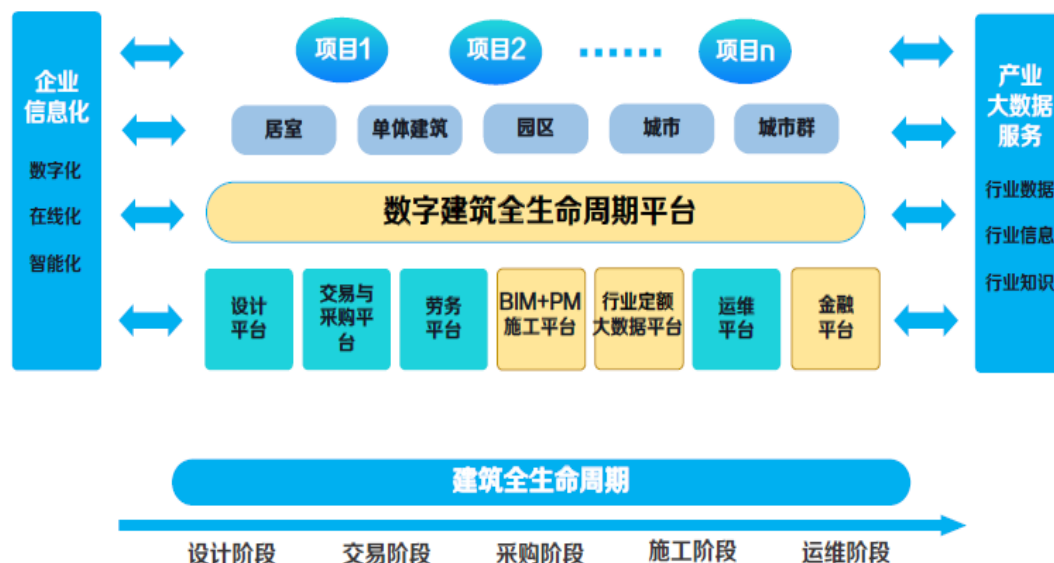 企业
信息化
数字化
在线化
智能化
项目1 项目2 …… 项目n
居室 单体建筑 园区 城市 城市群
数字建筑全生命周期平台
设计
平台
交易与
采购平
台
劳务
平台
BIM+PM
施工平台
行业定额
大数据平台
运维
平台
金融
平台
产业
大数据
服务
行业数据
行业信息
行业知识
建筑全生命周期
设计阶段 交易阶段 采购阶段 施工阶段 运维阶段